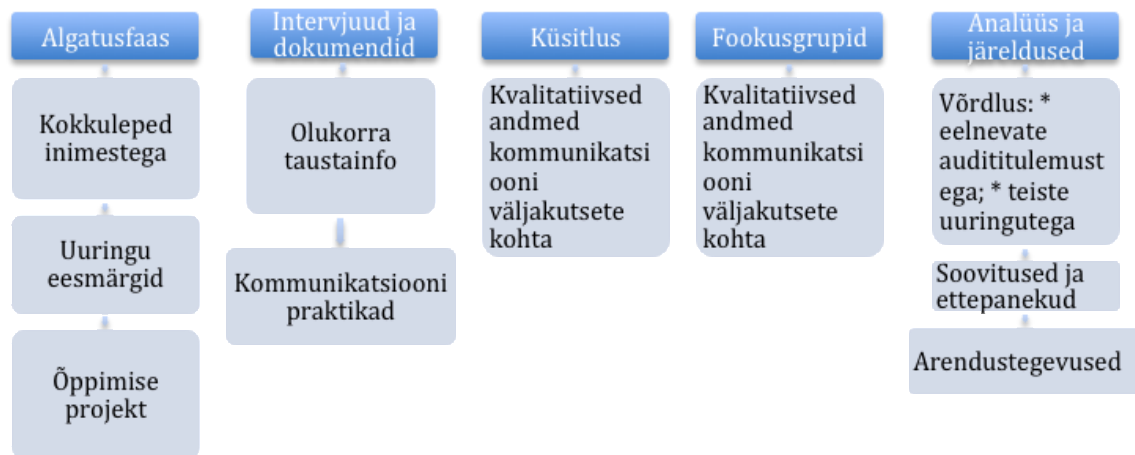 Algatusfaas
Kokkuleped
inimestega
Uuringu
eesmärgid
Õppimise
projekt
Intervjuud ja
dokumendid
Olukorra
taustainfo
Kommunikatsiooni
praktikad
Küsitlus
Kvalitatiivsed
andmed
kommunikatsi
ooni
väljakutsete
kohta
Fookusgrupid
Kvalitatiivsed
andmed
kommunikatsi
ooni
väljakutsete
kohta
Analüüs ja
järeldused
Võrdlus: *
eelnevate
audititulemust
ega; * teiste
uuringutega
Soovitused ja
ettepanekud
Arendustegevused